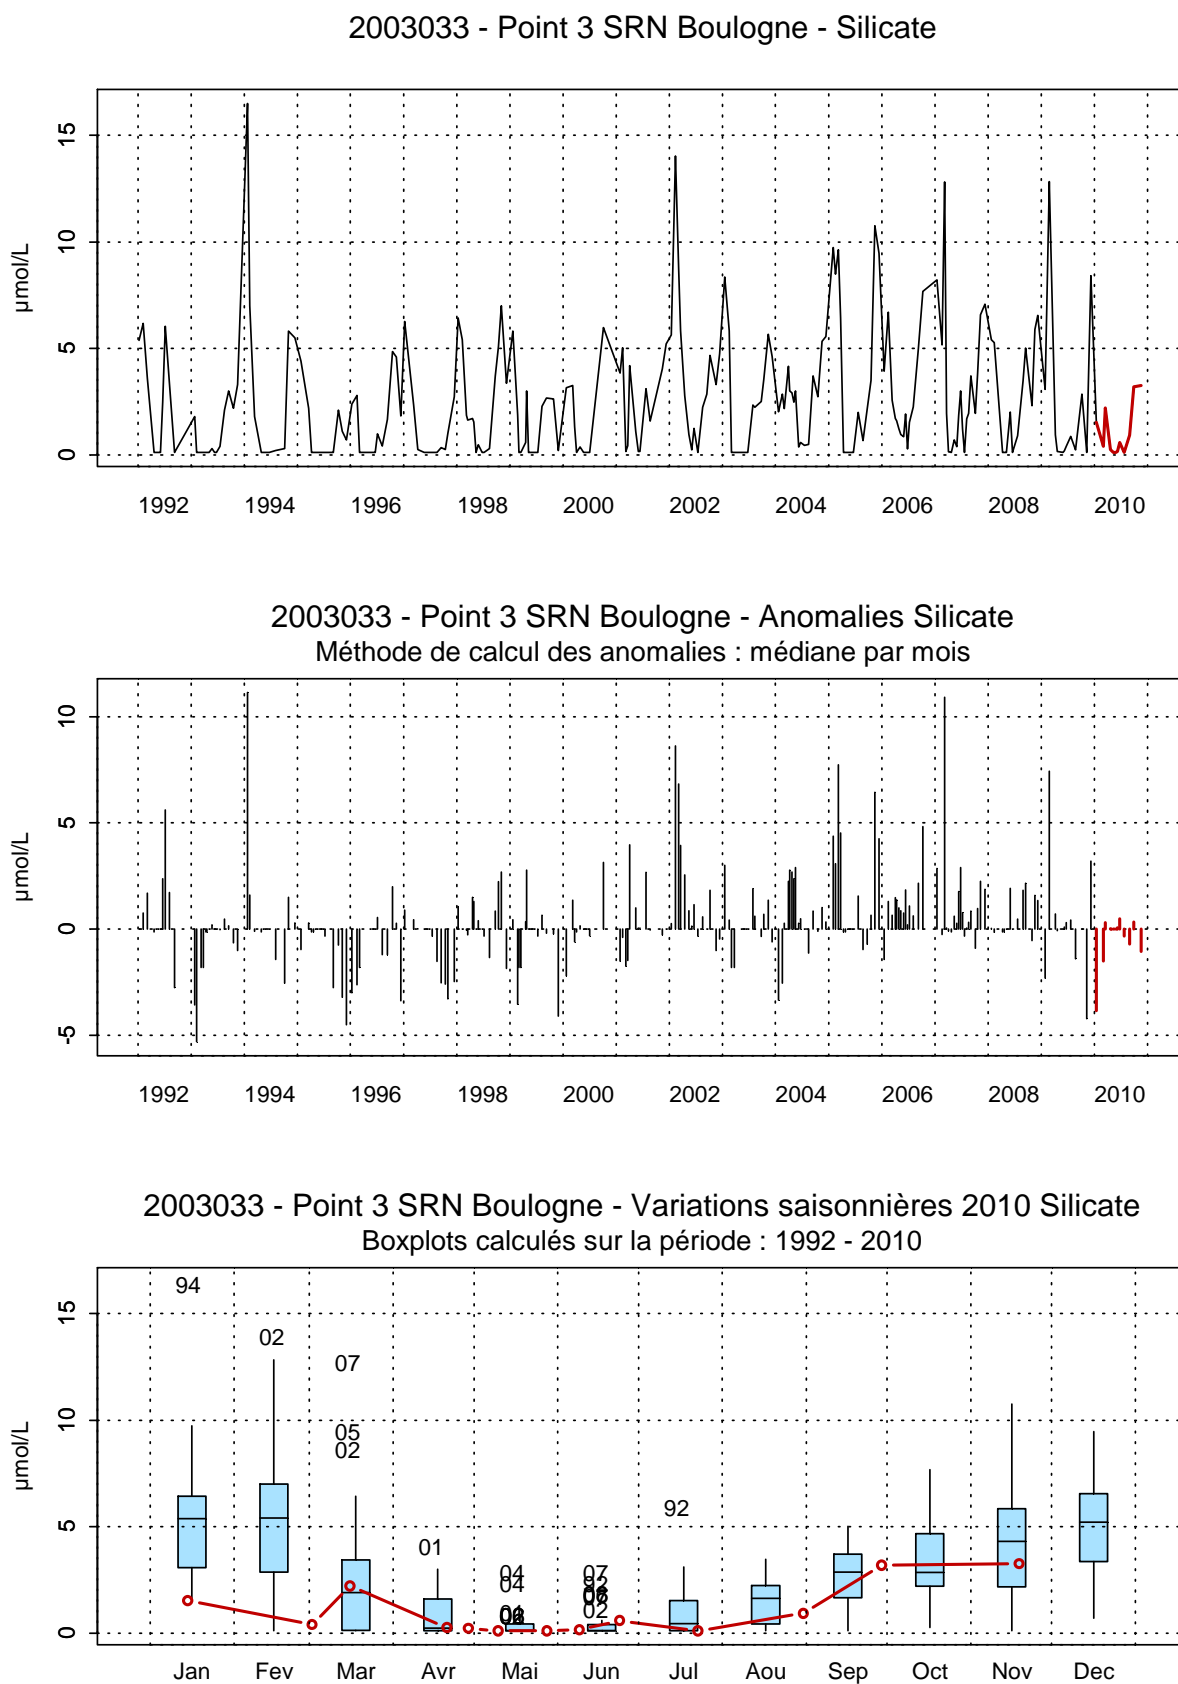 2003033 - Point 3 SRN Boulogne - Silicate
µmol/L
15
10
5
0
1992 1994 1996 1998 2000 2002 2004 2006 2008 2010
2003033 - Point 3 SRN Boulogne - Anomalies Silicate
Méthode de calcul des anomalies : médiane par mois
µmol/L
10
5
0
-5
1992 1994 1996 1998 2000 2002 2004 2006 2008 2010
2003033 - Point 3 SRN Boulogne - Variations saisonnières 2010 Silicate
Boxplots calculés sur la période : 1992 - 2010
µmol/L
15
10
5
0
94
02
07
05
02
01
04
04
07
02
92
Jan Fev Mar Avr Mai Jun Jul Aou Sep Oct Nov Dec